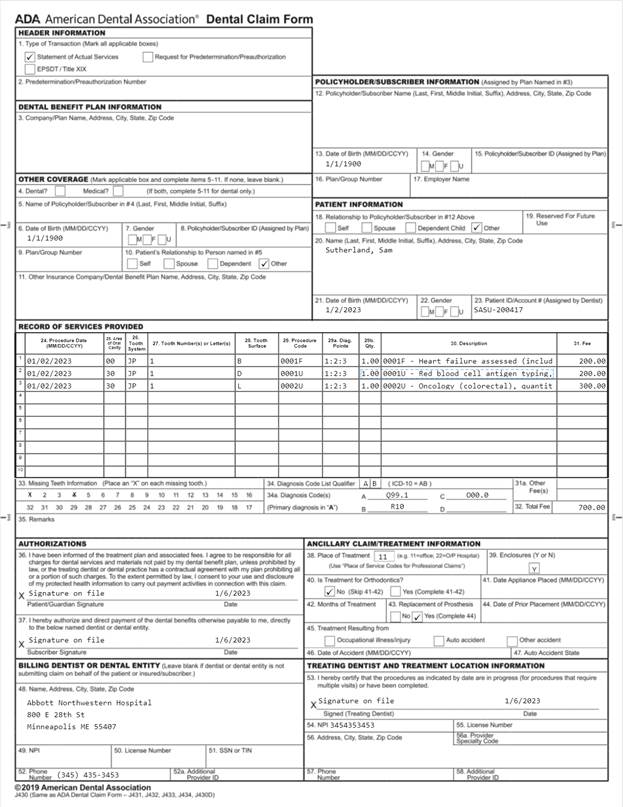 ADA American Dental Association® Dental Claim Form
HEADER INFORMATION
1. Type of Transaction (Mark all applicable boxes)
✓ Statement of Actual Services Request for Predetermination/Preauthorization
EPSDT / Title XIX
2. Predetermination/Preauthorization Number
DENTAL BENEFIT PLAN INFORMATION
3. Company/Plan Name, Address, City, State, Zip Code
OTHER COVERAGE (Mark applicable box and complete items 5-11. If none, leave blank.)
4. Dental? Medical? (If both, complete 5-11 for dental only.)
5. Name of Policyholder/Subscriber in #4 (Last, First, Middle Initial, Suffix)
6. Date of Birth (MM/DD/CCYY) 7. Gender 8. Policyholder/Subscriber ID (Assigned by Plan)
1/1/1900 M F U
9. Plan/Group Number 10. Patient's Relationship to Person named in #5
Self Spouse Dependent ✓ Other
11. Other Insurance Company/Dental Benefit Plan Name, Address, City, State, Zip Code
POLICYHOLDER/SUBSCRIBER INFORMATION (Assigned by Plan Named in #3)
12. Policyholder/Subscriber Name (Last, First, Middle Initial, Suffix), Address, City, State, Zip Code
13. Date of Birth (MM/DD/CCYY) 14. Gender 15. Policyholder/Subscriber ID (Assigned by Plan)
1/1/1900 M F U
16. Plan/Group Number 17. Employer Name
PATIENT INFORMATION
18. Relationship to Policyholder/Subscriber in #12 Above 19. Reserved For Future Use
Self Spouse Dependent Child ✓ Other
20. Name (Last, First, Middle Initial, Suffix), Address, City, State, Zip Code
Sutherland, Sam
21. Date of Birth (MM/DD/CCYY) 22. Gender 23. Patient ID/Account # (Assigned by Dentist)
1/2/2023 M F U SASU-200417
RECORD OF SERVICES PROVIDED
24. Procedure Date (MM/DD/CCYY) 25. Area of Oral Cavity 26. Tooth System 27. Tooth Number(s) or Letter(s) 28. Tooth Surface 29. Procedure Code 29a. Diag. Pointer 29b. Qty. 30. Description 31. Fee
1 01/02/2023 00 JP 1 B 0001F 1:2:3 1.00 0001F - Heart failure assessed (includ 200.00
2 01/02/2023 30 JP 1 D 0001U 1:2:3 1.00 0001U - Red blood cell antigen typing, 200.00
3 01/02/2023 30 JP 1 L 0002U 1:2:3 1.00 0002U - Oncology (colorectal), quantit 300.00
4
5
6
7
8
9
10
33. Missing Teeth Information (Place an "X" on each missing tooth.) 34. Diagnosis Code List Qualifier AB ( ICD-10 = AB ) 31a. Other Fee(s)
X 2 3 X 5 6 7 8 9 10 11 12 13 14 15 16 34a. Diagnosis Code(s) A Q99.1 C O00.0
32 31 30 29 28 27 26 25 24 23 22 21 20 19 18 17 (Primary diagnosis in "A") B R10 D 32. Total Fee 700.00
35. Remarks
AUTHORIZATIONS
36. I have been informed of the treatment plan and associated fees. I agree to be responsible for all
charges for dental services and materials not paid by my dental benefit plan, unless prohibited by
law, or the treating dentist or dental practice has a contractual agreement with my plan prohibiting all
or a portion of such charges. To the extent permitted by law, I consent to your use and disclosure
of my protected health information to carry out payment activities in connection with this claim.
X Signature on file 1/6/2023
Patient/Guardian Signature Date
37. I hereby authorize and direct payment of the dental benefits otherwise payable to me, directly
to the below named dentist or dental entity.
X Signature on file 1/6/2023
Subscriber Signature Date
ANCILLARY CLAIM/TREATMENT INFORMATION
38. Place of Treatment 11 (e.g. 11=office; 22=O/P Hospital) 39. Enclosures (Y or N)
(Use "Place of Service Codes for Professional Claims") Y
40. Is Treatment for Orthodontics? 41. Date Appliance Placed (MM/DD/CCYY)
✓ No (Skip 41-42) Yes (Complete 41-42)
42. Months of Treatment 43. Replacement of Prosthesis 44. Date of Prior Placement (MM/DD/CCYY)
No ✓ Yes (Complete 44)
45. Treatment Resulting from
Occupational illness/injury Auto accident Other accident
46. Date of Accident (MM/DD/CCYY) 47. Auto Accident State
BILLING DENTIST OR DENTAL ENTITY (Leave blank if dentist or dental entity is not
submitting claim on behalf of the patient or insured/subscriber.)
48. Name, Address, City, State, Zip Code
Abbott Northwestern Hospital
800 E 28th St
Minneapolis ME 55407
49. NPI 50. License Number 51. SSN or TIN
52. Phone Number (345) 435-3453 52a. Additional Provider ID
TREATING DENTIST AND TREATMENT LOCATION INFORMATION
53. I hereby certify that the procedures as indicated by date are in progress (for procedures that require
multiple visits) or have been completed.
X Signature on file 1/6/2023
Signed (Treating Dentist) Date
54. NPI 3454353453 55. License Number
56. Address, City, State, Zip Code 56a. Provider Specialty Code
57. Phone Number 58. Additional Provider ID
©2019 American Dental Association
J430 (Same as ADA Dental Claim Form – J431, J432, J433, J434, J430D)